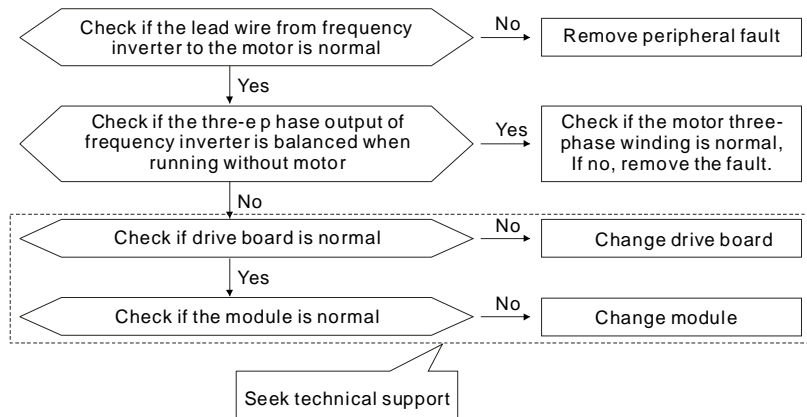 Check if the lead wire from frequency
inverter to the motor is normal
No
Remove peripheral fault
Yes
Check if the thre-e p hase output of
frequency inverter is balanced when
running without motor
Yes
Check if the motor three-
phase winding is normal,
If no, remove the fault.
No
Check if drive board is normal
No
Change drive board
Yes
Check if the module is normal
No
Change module
Seek technical support